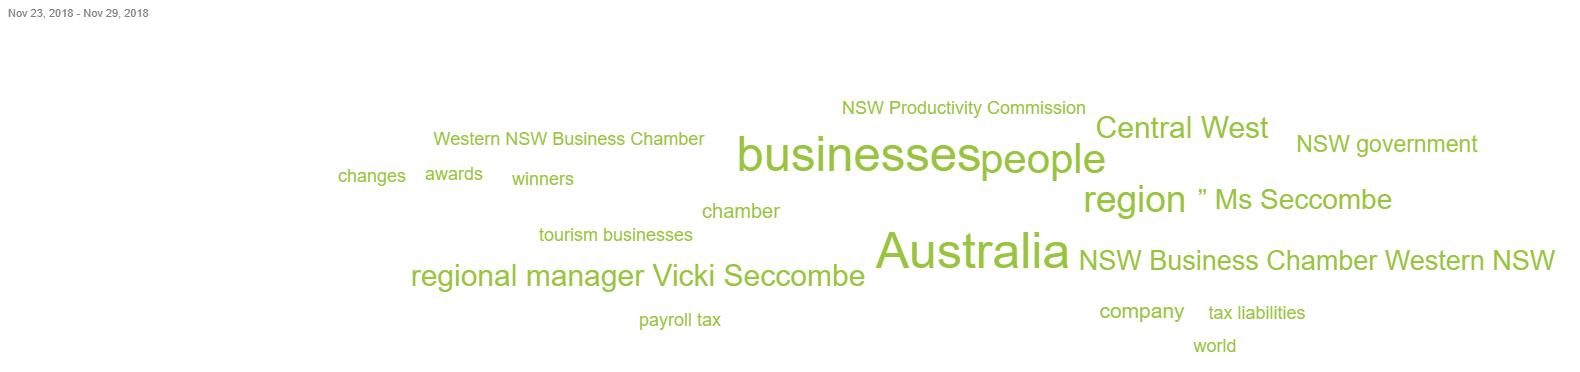 Nov 23, 2018 - Nov 29, 2018
NSW Productivity Commission
Central West
Western NSW Business Chamber
NSW government
businesses
people
changes
awards
winners
region
” Ms Seccombe
chamber
tourism businesses
Australia
NSW Business Chamber Western NSW
regional manager Vicki Seccombe
company
tax liabilities
payroll tax
world